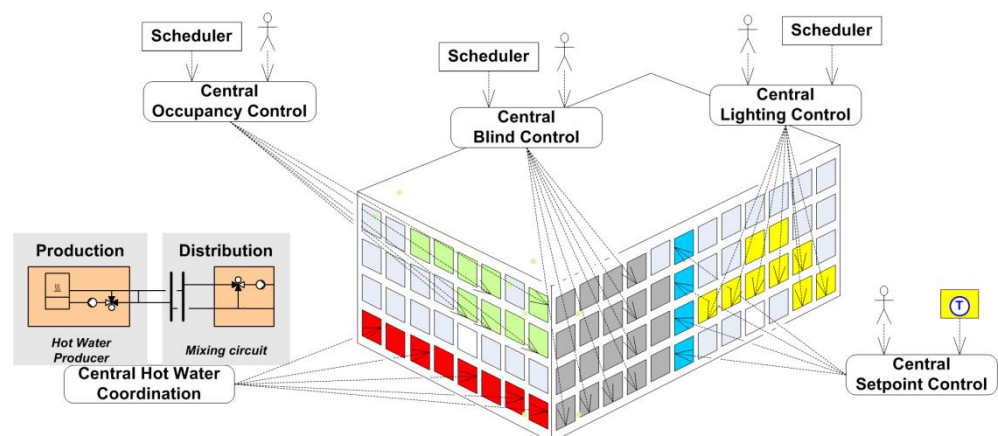 Scheduler
Central
Occupancy Control
Scheduler
Central
Blind Control
Scheduler
Central
Lighting Control
Production
Distribution
Hot Water
Producer
Mixing circuit
Central Hot Water
Coordination
T
Central
Setpoint Control